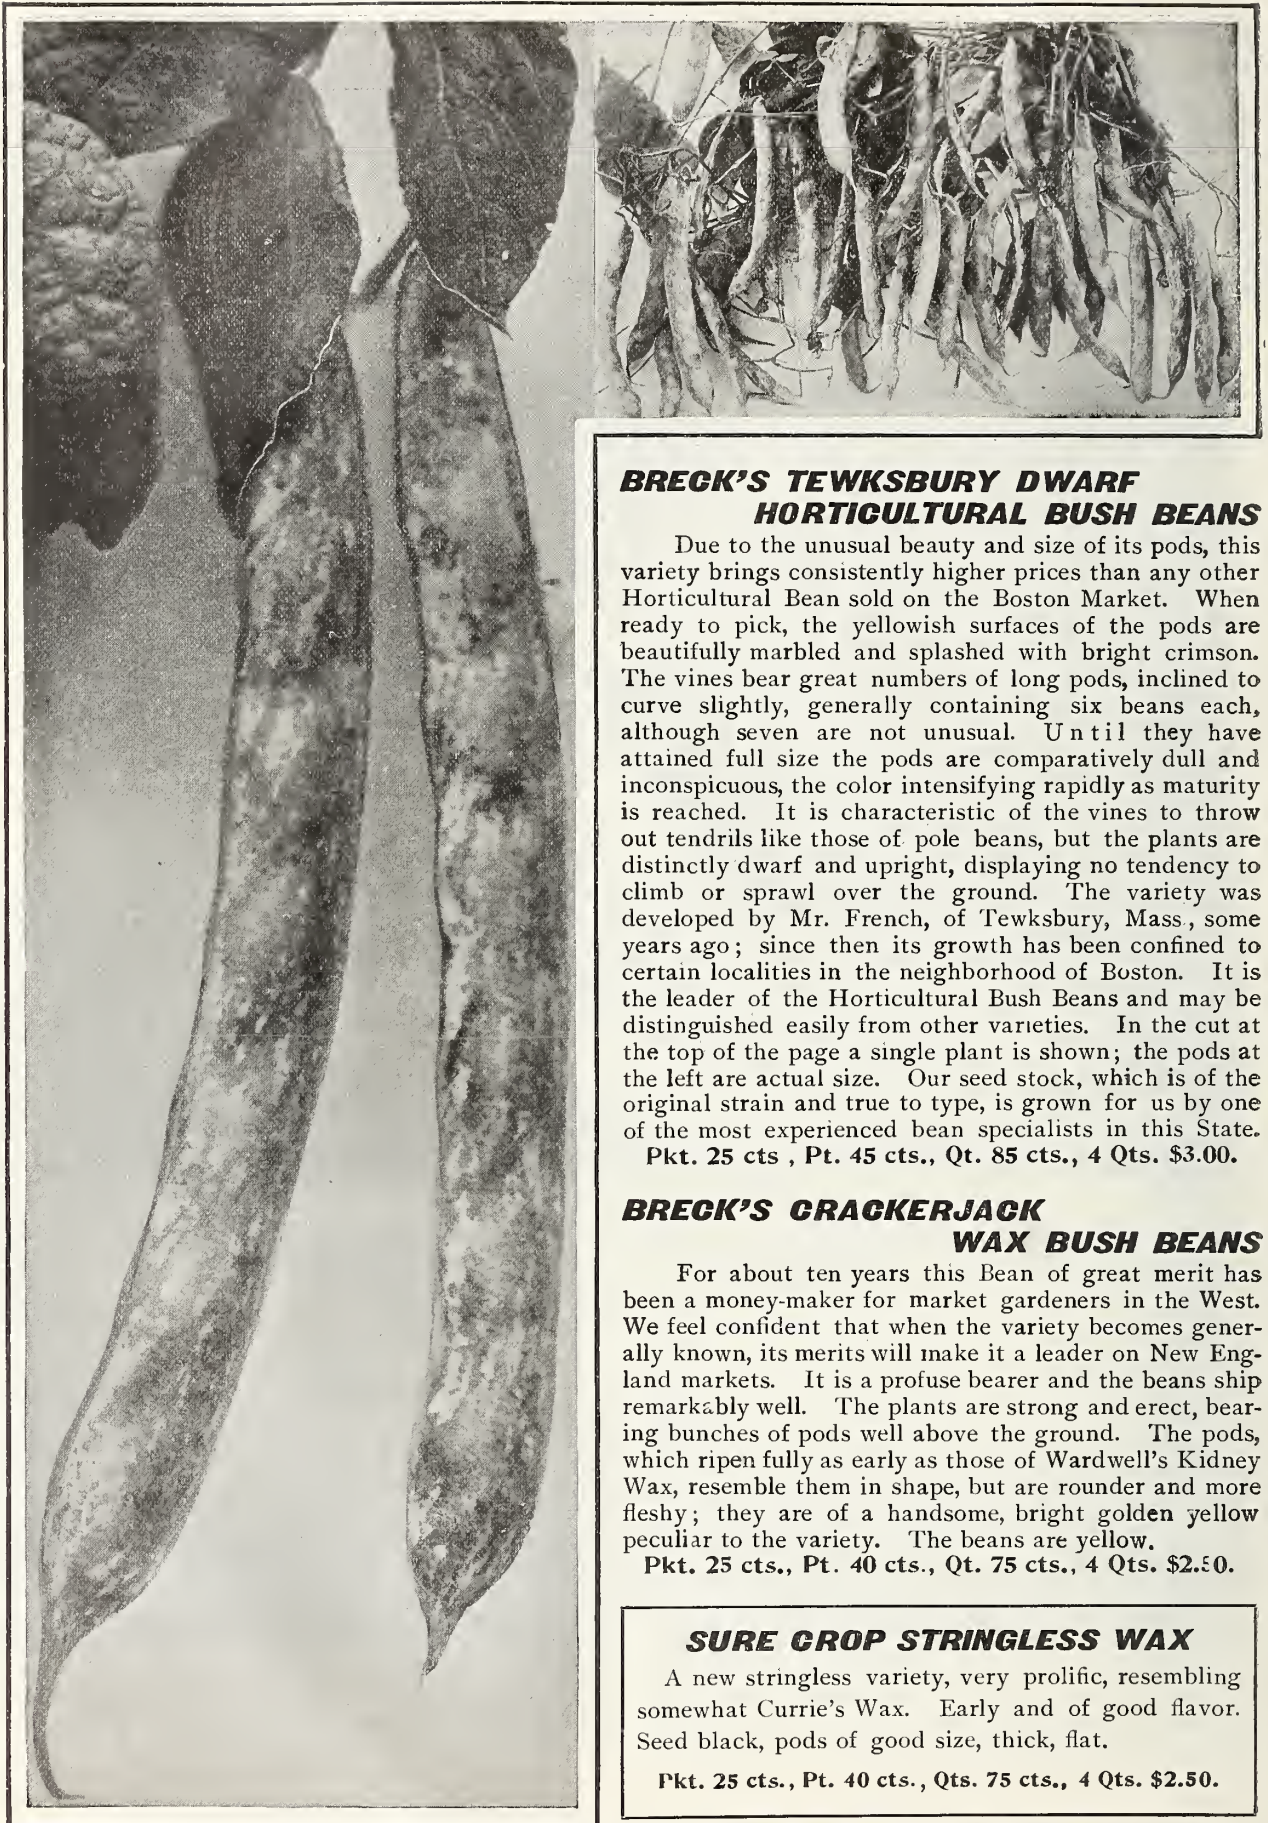 BRECK'S TEWKSBURY DWARF
HORTICULTURAL BUSH BEANS
Due to the unusual beauty and size of its pods, this
variety brings consistently higher prices than any other
Horticultural Bean sold on the Boston Market. When
ready to pick, the yellowish surfaces of the pods are
beautifully marbled and splashed with bright crimson.
The vines bear great numbers of long pods, inclined to
curve slightly, generally containing six beans each,
although seven are not unusual. Until they have
attained full size the pods are comparatively dull and
inconspicuous, the color intensifying rapidly as maturity
is reached. It is characteristic of the vines to throw
out tendrils like those of pole beans, but the plants are
distinctly dwarf and upright, displaying no tendency to
climb or sprawl over the ground. The variety was
developed by Mr. French, of Tewksbury, Mass., some
years ago; since then its growth has been confined to
certain localities in the neighborhood of Boston. It is
the leader of the Horticultural Bush Beans and may be
distinguished easily from other varieties. In the cut at
the top of the page a single plant is shown; the pods at
the left are actual size. Our seed stock, which is of the
original strain and true to type, is grown for us by one
of the most experienced bean specialists in this State.
Pkt. 25 cts , Pt. 45 cts., Qt. 85 cts., 4 Qts. $3.00.
BRECK'S CRACKERJACK
WAX BUSH BEANS
For about ten years this Bean of great merit has
been a money-maker for market gardeners in the West.
We feel confident that when the variety becomes gener-
ally known, its merits will make it a leader on New Eng-
land markets. It is a profuse bearer and the beans ship
remarkably well. The plants are strong and erect, bear-
ing bunches of pods well above the ground. The pods,
which ripen fully as early as those of Wardwell's Kidney
Wax, resemble them in shape, but are rounder and more
fleshy; they are of a handsome, bright golden yellow
peculiar to the variety. The beans are yellow.
Pkt. 25 cts., Pt. 40 cts., Qt. 75 cts., 4 Qts. $2.50.
SURE CROP STRINGLESS WAX
A new stringless variety, very prolific, resembling
somewhat Currie's Wax. Early and of good flavor.
Seed black, pods of good size, thick, flat.
Pkt. 25 cts., Pt. 40 cts., Qts. 75 cts., 4 Qts. $2.50.